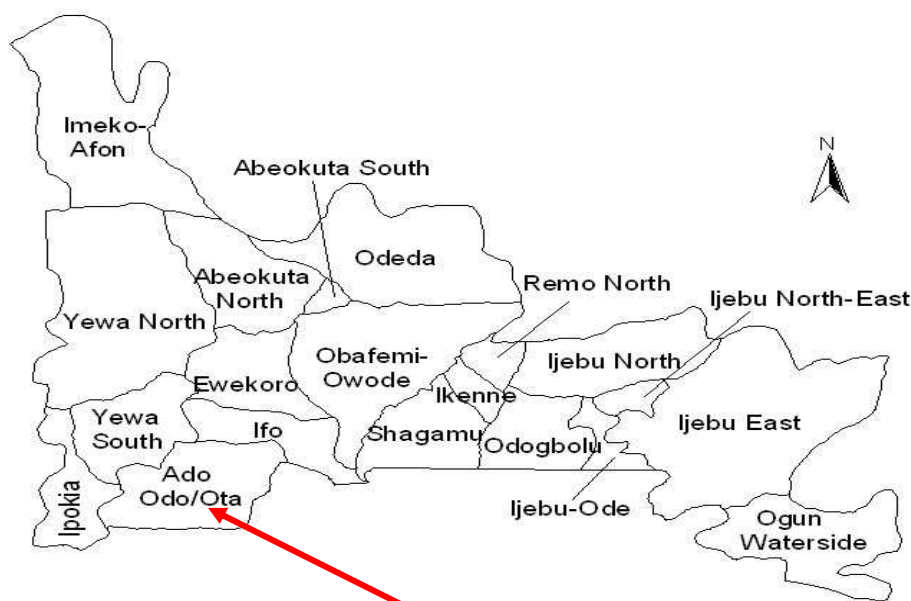 Imeko-
Afon
N
Abeokuta South
Odeda
Abeokuta
North
Remo North
Ijebu North-East
Yewa North
Obafemi-
Owode
Ijebu North
Ewekoro
Ikenne
Yewa
South
Ifo
Shagamu
Odogbolu
Ijebu East
Ado
Odo/Ota
Ipokia
Ijebu-Ode
Ogun
Waterside